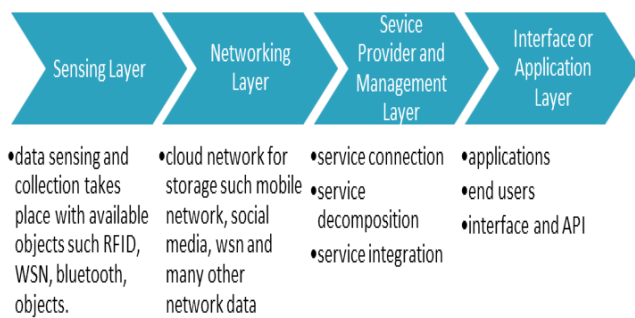 Sensing Layer
Networking
Layer
Sevice
Provider and
Management
Layer
Interface or
Application
Layer
•data sensing and
collection takes
place with available
objects such RFID,
WSN, bluetooth,
objects.
•cloud network for
storage such mobile
network, social
media, wsn and
many other
network data
•service connection
•service
decomposition
•service integration
•applications
•end users
•interface and API